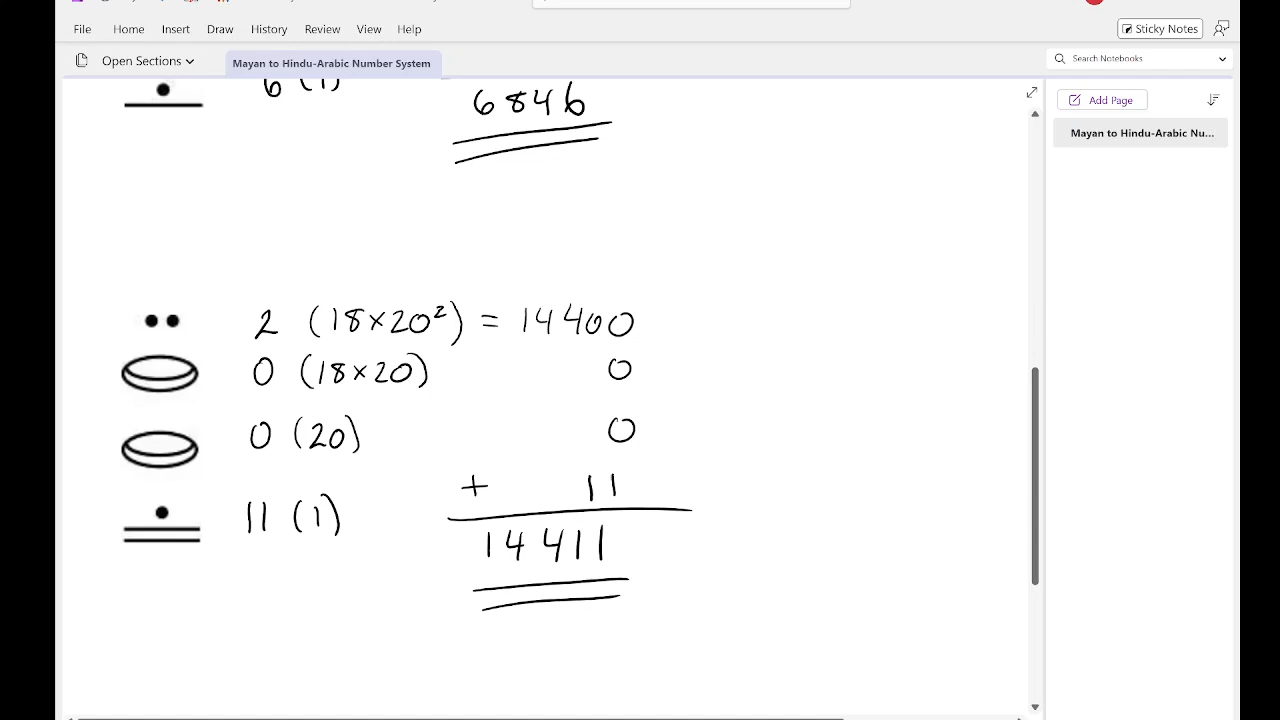 File Home Insert Draw History Review View Help Sticky Notes
Open Sections Mayan to Hindu-Arabic Number System Search Notebooks
Add Page
Mayan to Hindu-Arabic Nu...
6 (1)
6846
2 (18×20²) = 14400
0 (18×20) 0
0 (20) 0
+ 11
11 (1)
14411